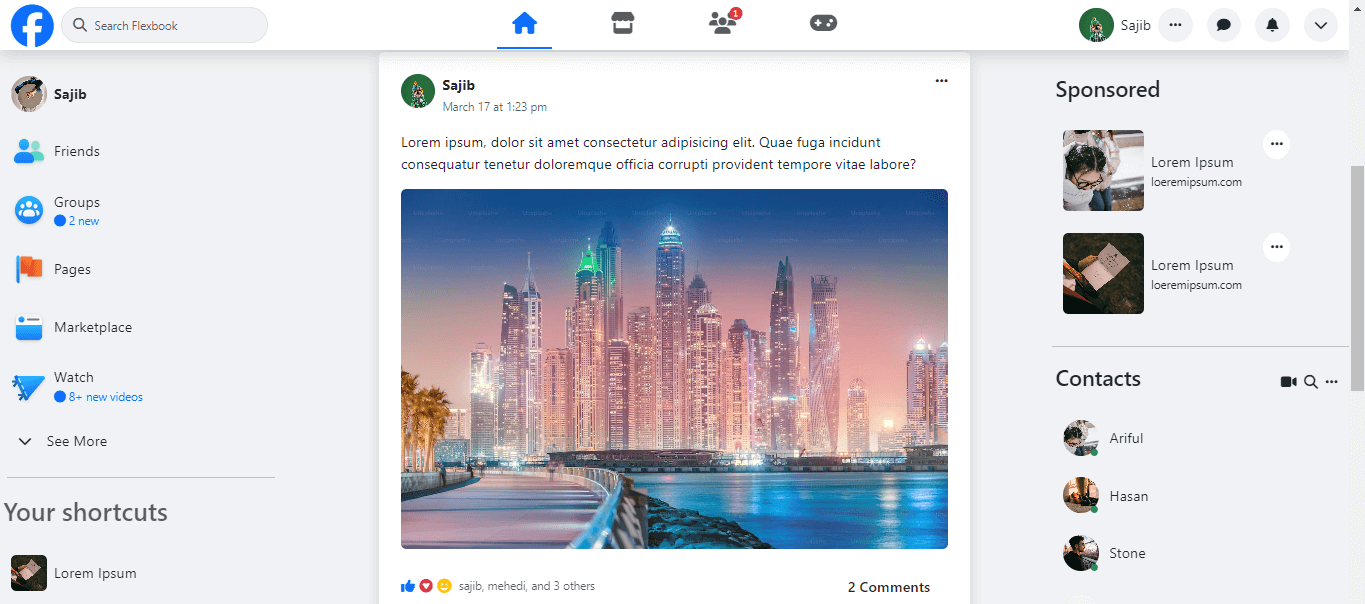 Search Flexbook
1
Sajib
Sajib
Friends
Groups
2 new
Pages
Marketplace
Watch
8+ new videos
See More
Your shortcuts
Lorem Ipsum
Sajib
March 17 at 1:23 pm
Lorem ipsum, dolor sit amet consectetur adipisicing elit. Quae fuga incidunt
consequatur tenetur doloremque officia corrupti provident tempore vitae labore?
sajib, mehedi, and 3 others
2 Comments
Sponsored
Lorem Ipsum
loeremipsum.com
Lorem Ipsum
loeremipsum.com
Contacts
Ariful
Hasan
Stone